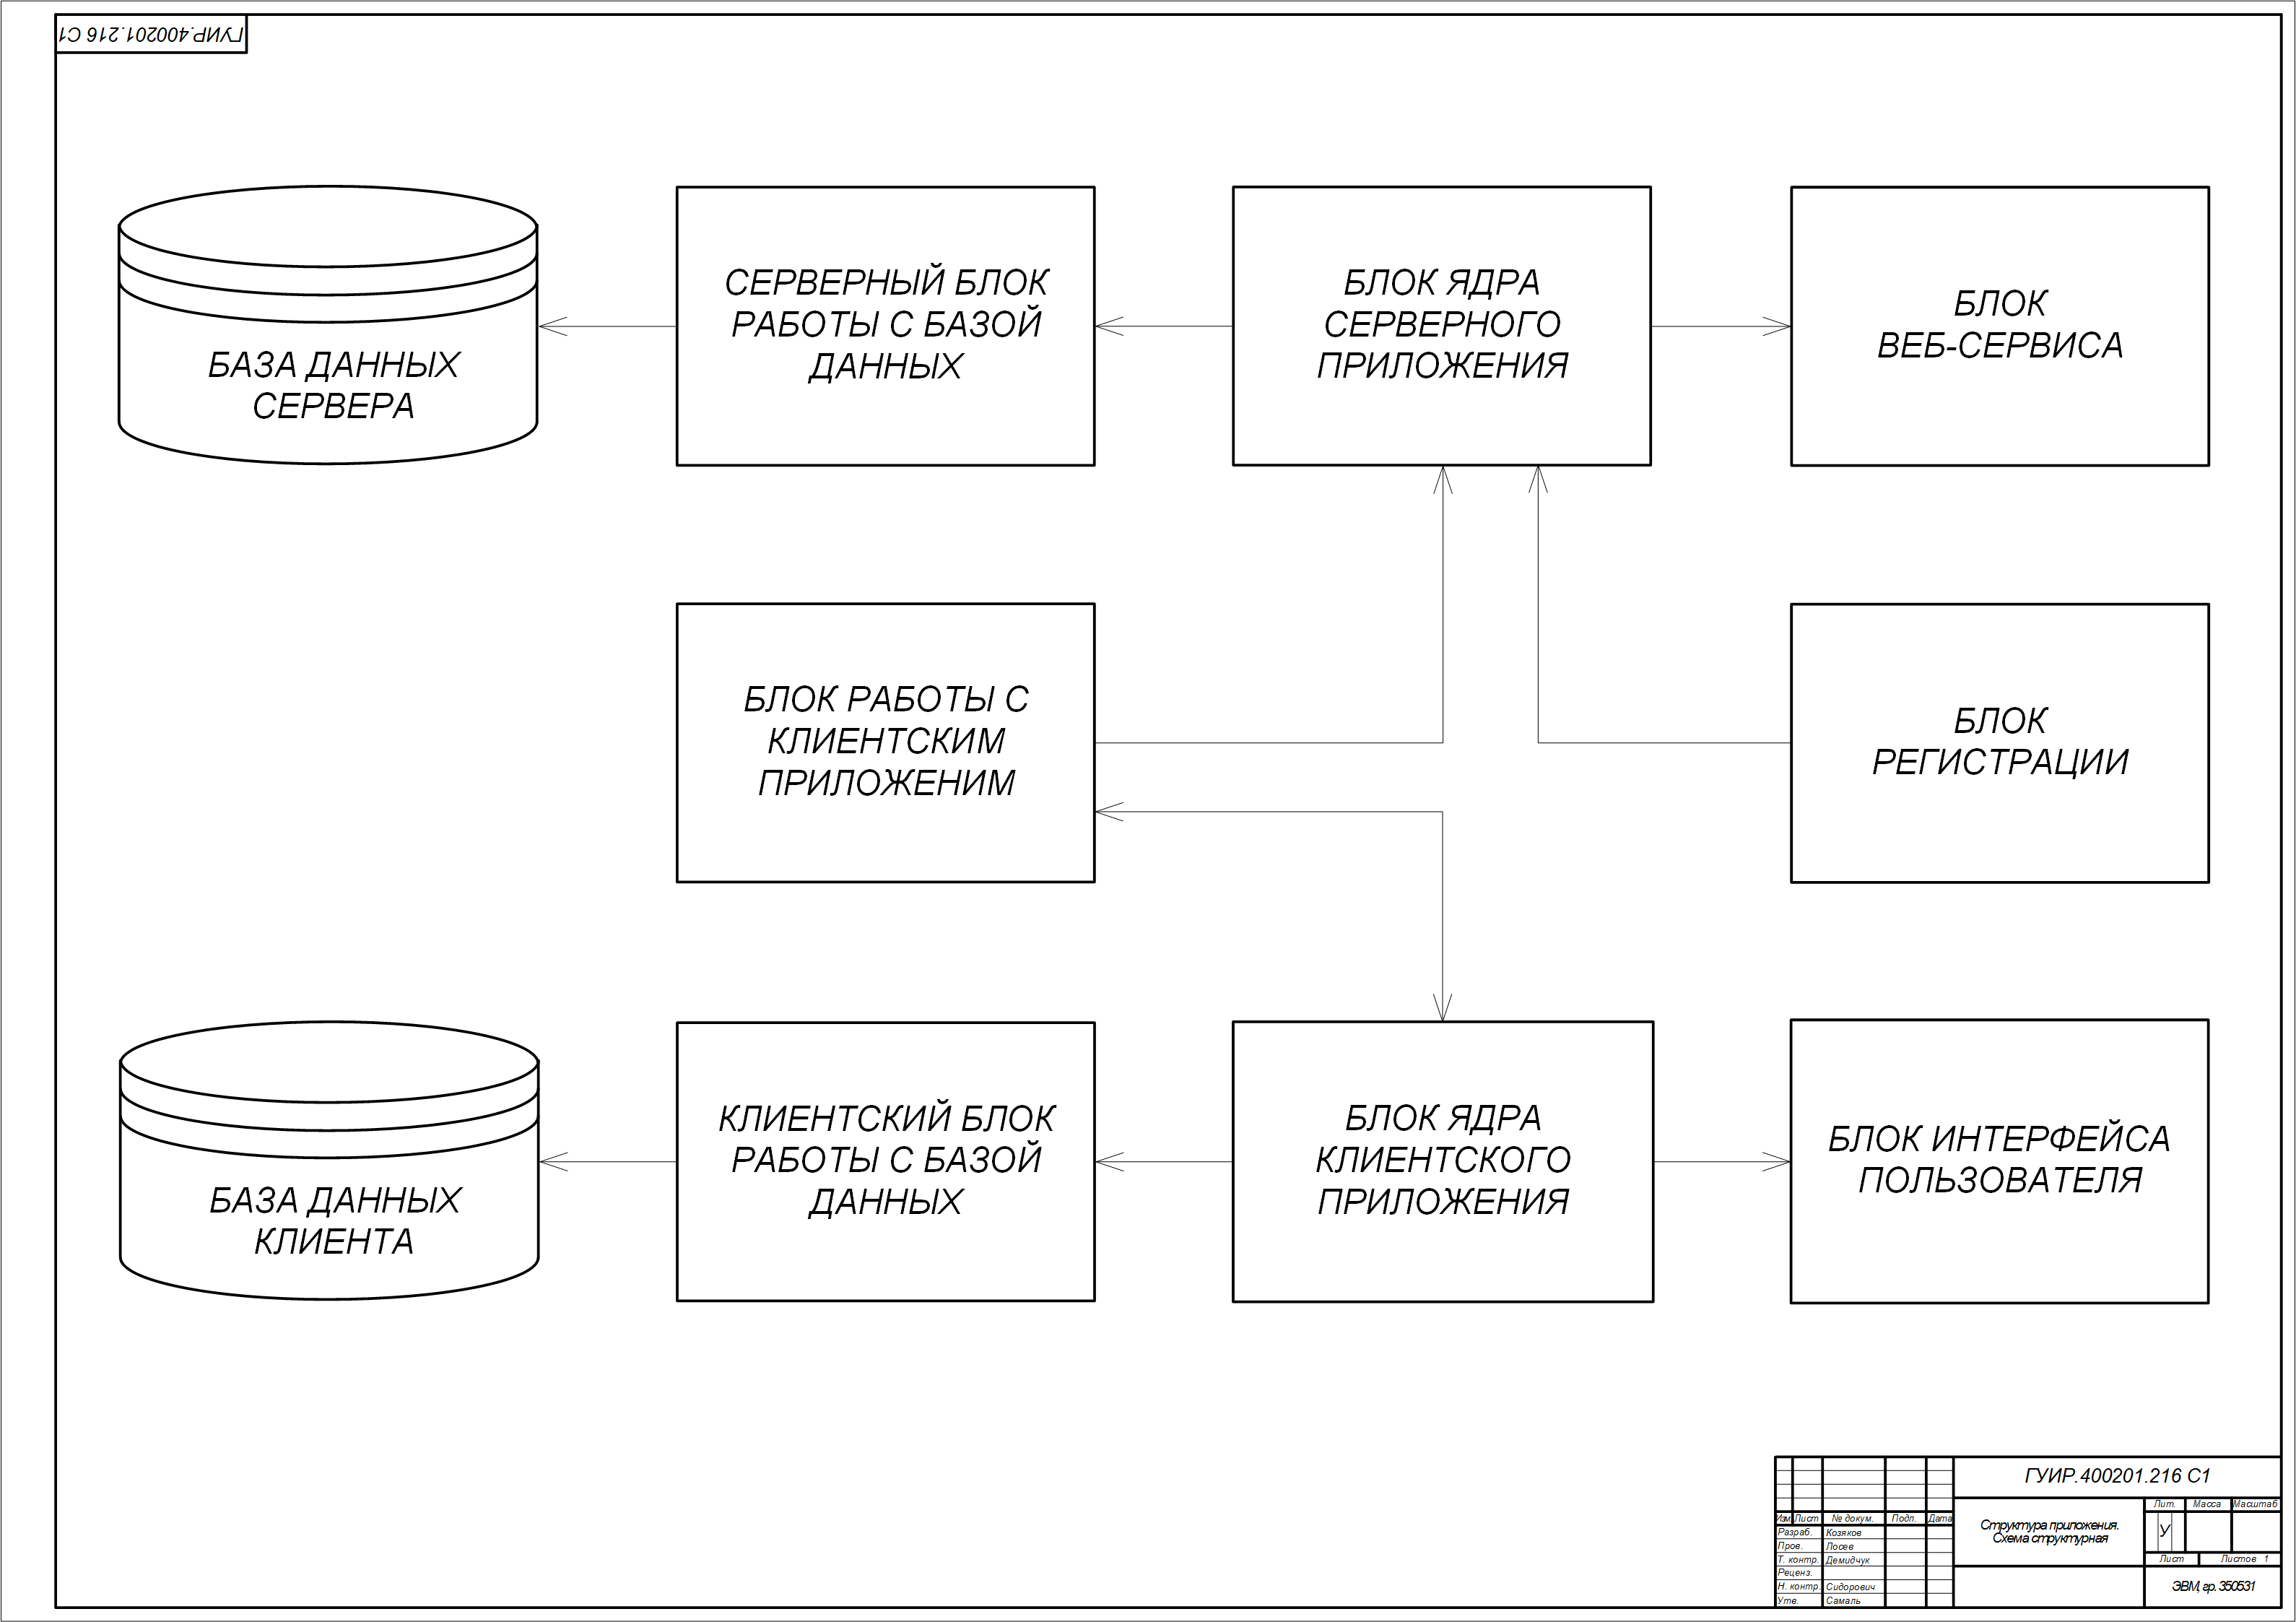 ГУИР.400201.216 С1
БАЗА ДАННЫХ
СЕРВЕРА
СЕРВЕРНЫЙ БЛОК
РАБОТЫ С БАЗОЙ
ДАННЫХ
БЛОК ЯДРА
СЕРВЕРНОГО
ПРИЛОЖЕНИЯ
БЛОК
ВЕБ-СЕРВИСА
БЛОК РАБОТЫ С
КЛИЕНТСКИМ
ПРИЛОЖЕНИМ
БЛОК
РЕГИСТРАЦИИ
БАЗА ДАННЫХ
КЛИЕНТА
КЛИЕНТСКИЙ БЛОК
РАБОТЫ С БАЗОЙ
ДАННЫХ
БЛОК ЯДРА
КЛИЕНТСКОГО
ПРИЛОЖЕНИЯ
БЛОК ИНТЕРФЕЙСА
ПОЛЬЗОВАТЕЛЯ
ГУИР.400201.216 С1
Изм Лист № докум. Подп. Дата
Разраб. Козяков
Пров. Лосев
Т. контр. Демидчук
Реценз.
Н. контр. Сидорович
Утв. Самаль
Структура приложения.
Схема структурная
Лит. Масса Масштаб
У
Лист Листов 1
ЭВМ, гр. 350531